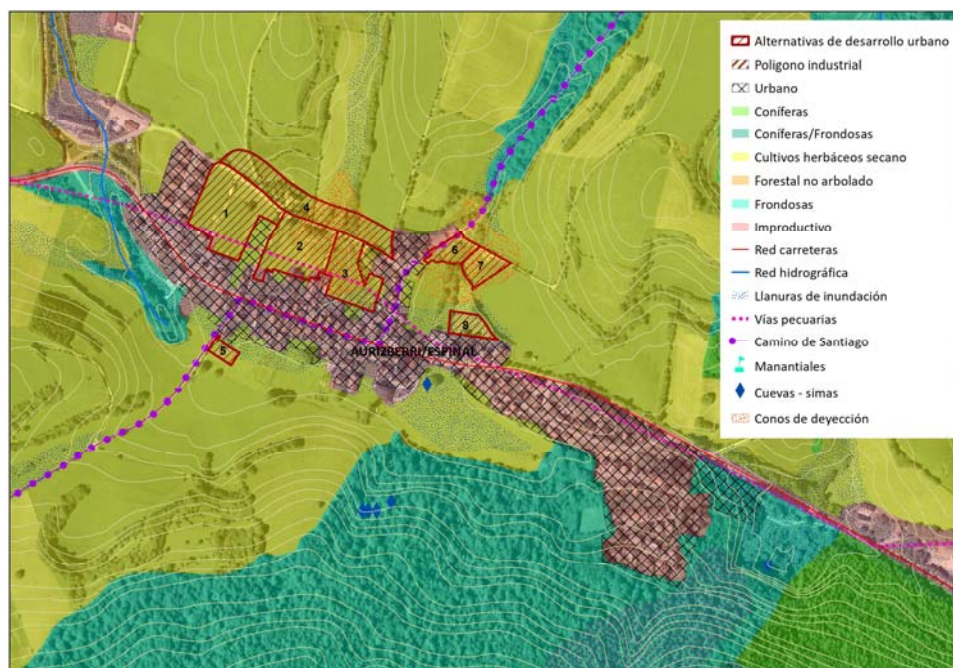 Alternativas de desarrollo urbano
Poligono industrial
Urbano
Coníferas
Coníferas/Frondosas
Cultivos herbáceos secano
Forestal no arbolado
Frondosas
Improductivo
Red carreteras
Red hidrográfica
Llanuras de inundación
Vías pecuarias
Camino de Santiago
Manantiales
Cuevas - simas
Conos de deyección
1
4
2
3
6
7
8
5
AURIZBERRI/ESPINAL